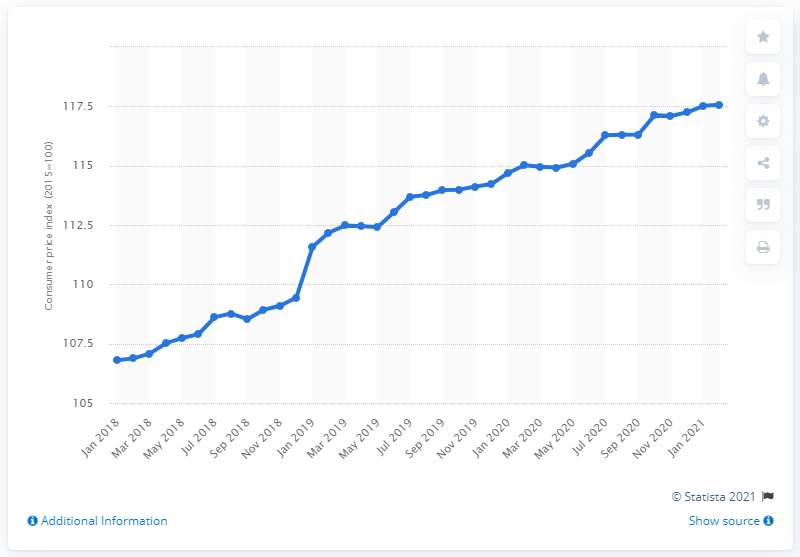 117.5
115
112.5
110
107.5
105
Consumer price index (2015=100)
Jan 2018
Mar 2018
May 2018
Jul 2018
Sep 2018
Nov 2018
Jan 2019
Mar 2019
May 2019
Jul 2019
Sep 2019
Nov 2019
Jan 2020
Mar 2020
May 2020
Jul 2020
Sep 2020
Nov 2020
Jan 2021
© Statista 2021
Additional Information
Show source